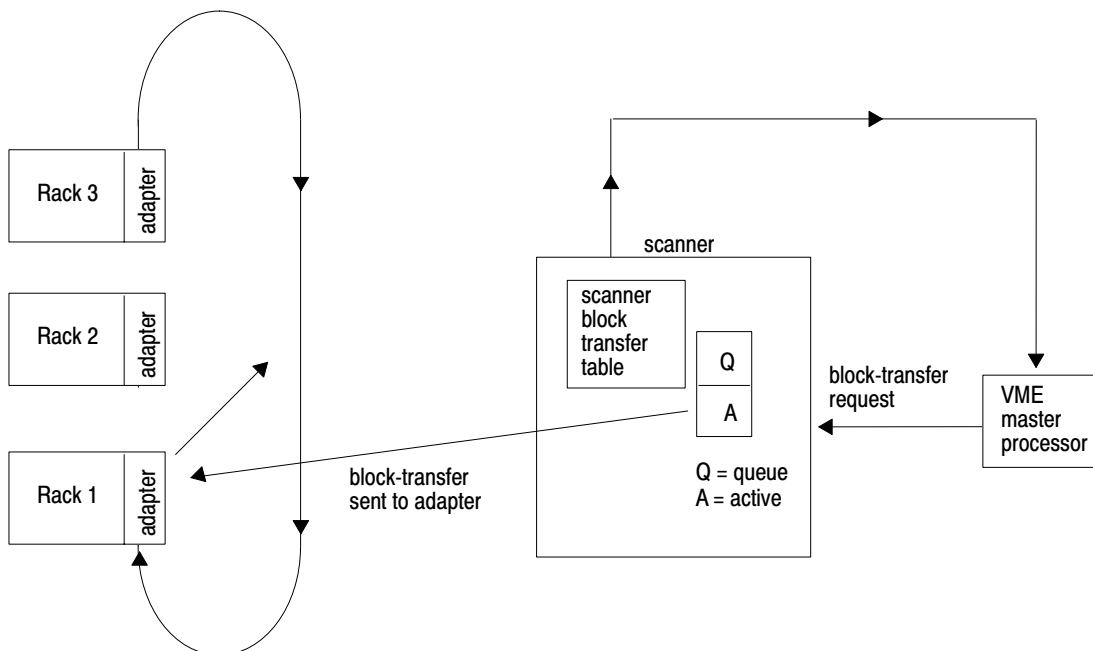 Rack 3
adapter
Rack 2
adapter
Rack 1
adapter
block-transfer
sent to adapter
scanner
scanner
block
transfer
table
Q
A
Q = queue
A = active
block-transfer
request
VME
master
processor